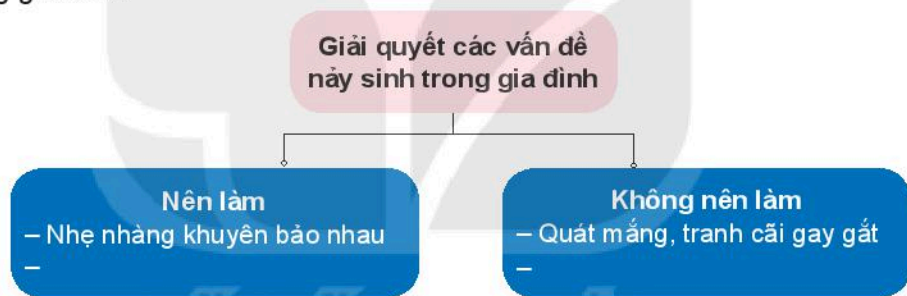 Giải quyết các vấn đề
nảy sinh trong gia đình
Nên làm
– Nhẹ nhàng khuyên bảo nhau
–
Không nên làm
– Quát mắng, tranh cãi gay gắt
–